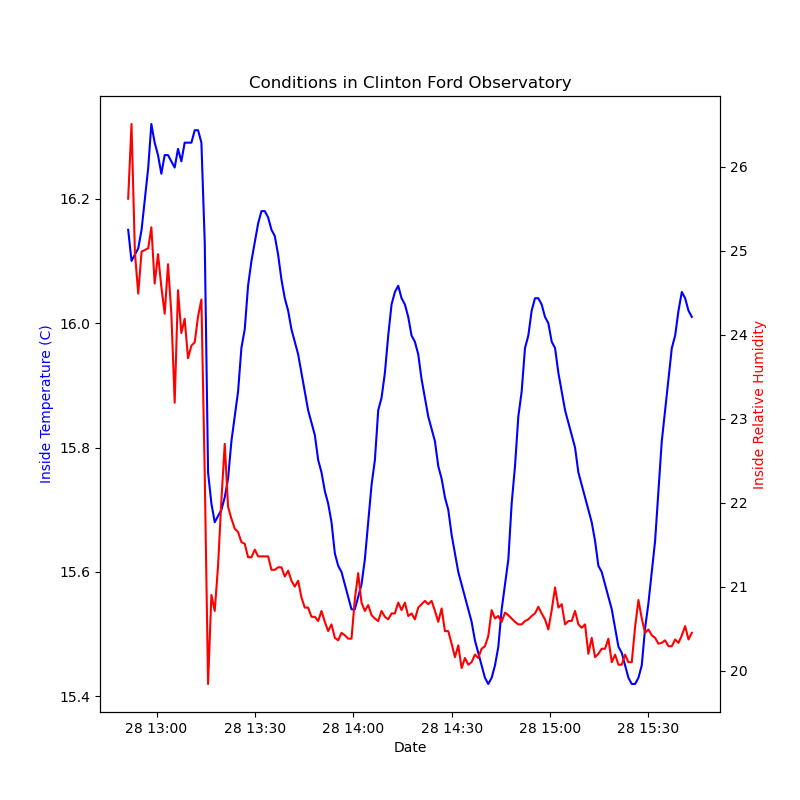 Conditions in Clinton Ford Observatory
Inside Temperature (C)
16.2
16.0
15.8
15.6
15.4
26
25
24
23
22
21
20
Inside Relative Humidity
28 13:00 28 13:30 28 14:00 28 14:30 28 15:00 28 15:30
Date